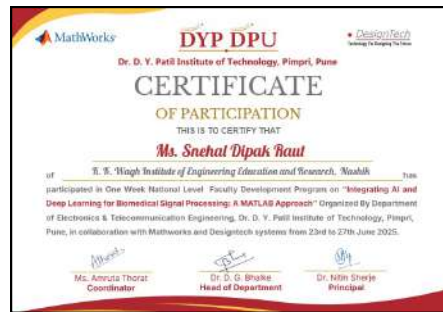 MathWorks
DYP DPU
DesignTech
Technology For Designing The Future
Dr. D. Y. Patil Institute of Technology, Pimpri, Pune
CERTIFICATE
OF PARTICIPATION
THIS IS TO CERTIFY THAT
Ms. Snehal Dipak Raut
of K. K. Wagh Institute of Engineering Education and Research, Nashik has
participated in One Week National Level Faculty Development Program on "Integrating AI and
Deep Learning for Biomedical Signal Processing: A MATLAB Approach" Organized By Department
of Electronics & Telecommunication Engineering, Dr. D. Y. Patil Institute of Technology, Pimpri,
Pune, in collaboration with Mathworks and Designtech systems from 23rd to 27th June 2025.
Ms. Amruta Thorat
Coordinator
Dr. D. G. Bhalke
Head of Department
Dr. Nitin Sherje
Principal